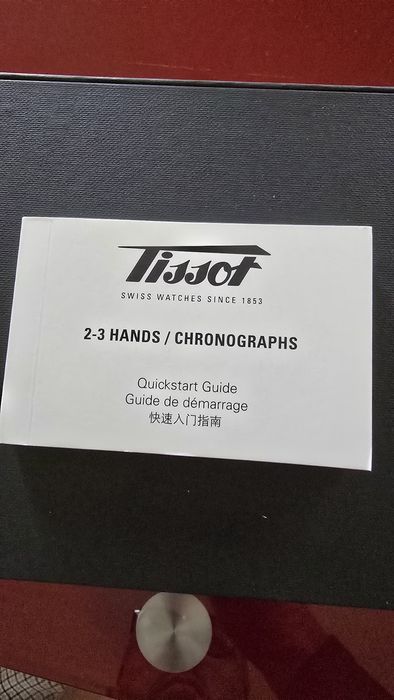 Tissot
SWISS WATCHES SINCE 1853
2-3 HANDS / CHRONOGRAPHS
Quickstart Guide
Guide de démarrage
快速入门指南